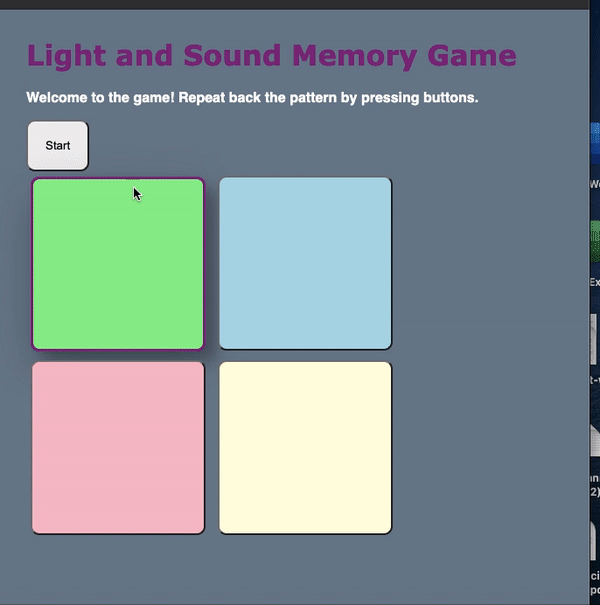 Light and Sound Memory Game
Welcome to the game! Repeat back the pattern by pressing buttons.
Start